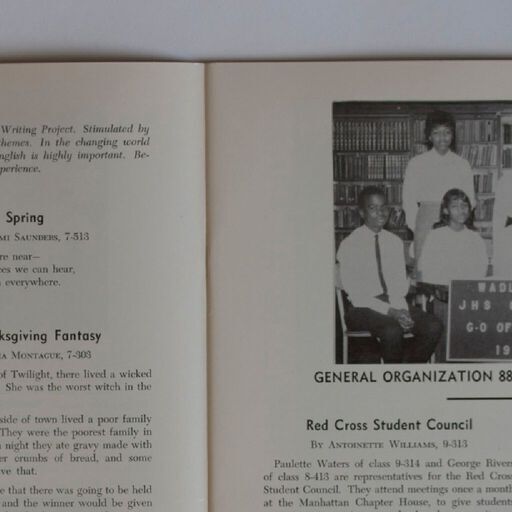 Writing Project. Stimulated by
themes. In the changing world
nglish is highly important. Be-
perience.
Spring
MI SAUNDERS, 7-513
re near—
es we can hear,
everywhere.
ksgiving Fantasy
IA MONTAGUE, 7-303
of Twilight, there lived a wicked
She was the worst witch in the
side of town lived a poor family
They were the poorest family in
night they ate gravy made with
er crumbs of bread, and some
ve that.
e that there was going to be held
and the winner would be given
WADL
JHS
G-O OF
19
GENERAL ORGANIZATION 88
Red Cross Student Council
BY ANTOINETTE WILLIAMS, 9-313
Paulette Waters of class 9-314 and George Rivers
of class 8-413 are representatives for the Red Cross
Student Council. They attend meetings once a month
at the Manhattan Chapter House, to give students